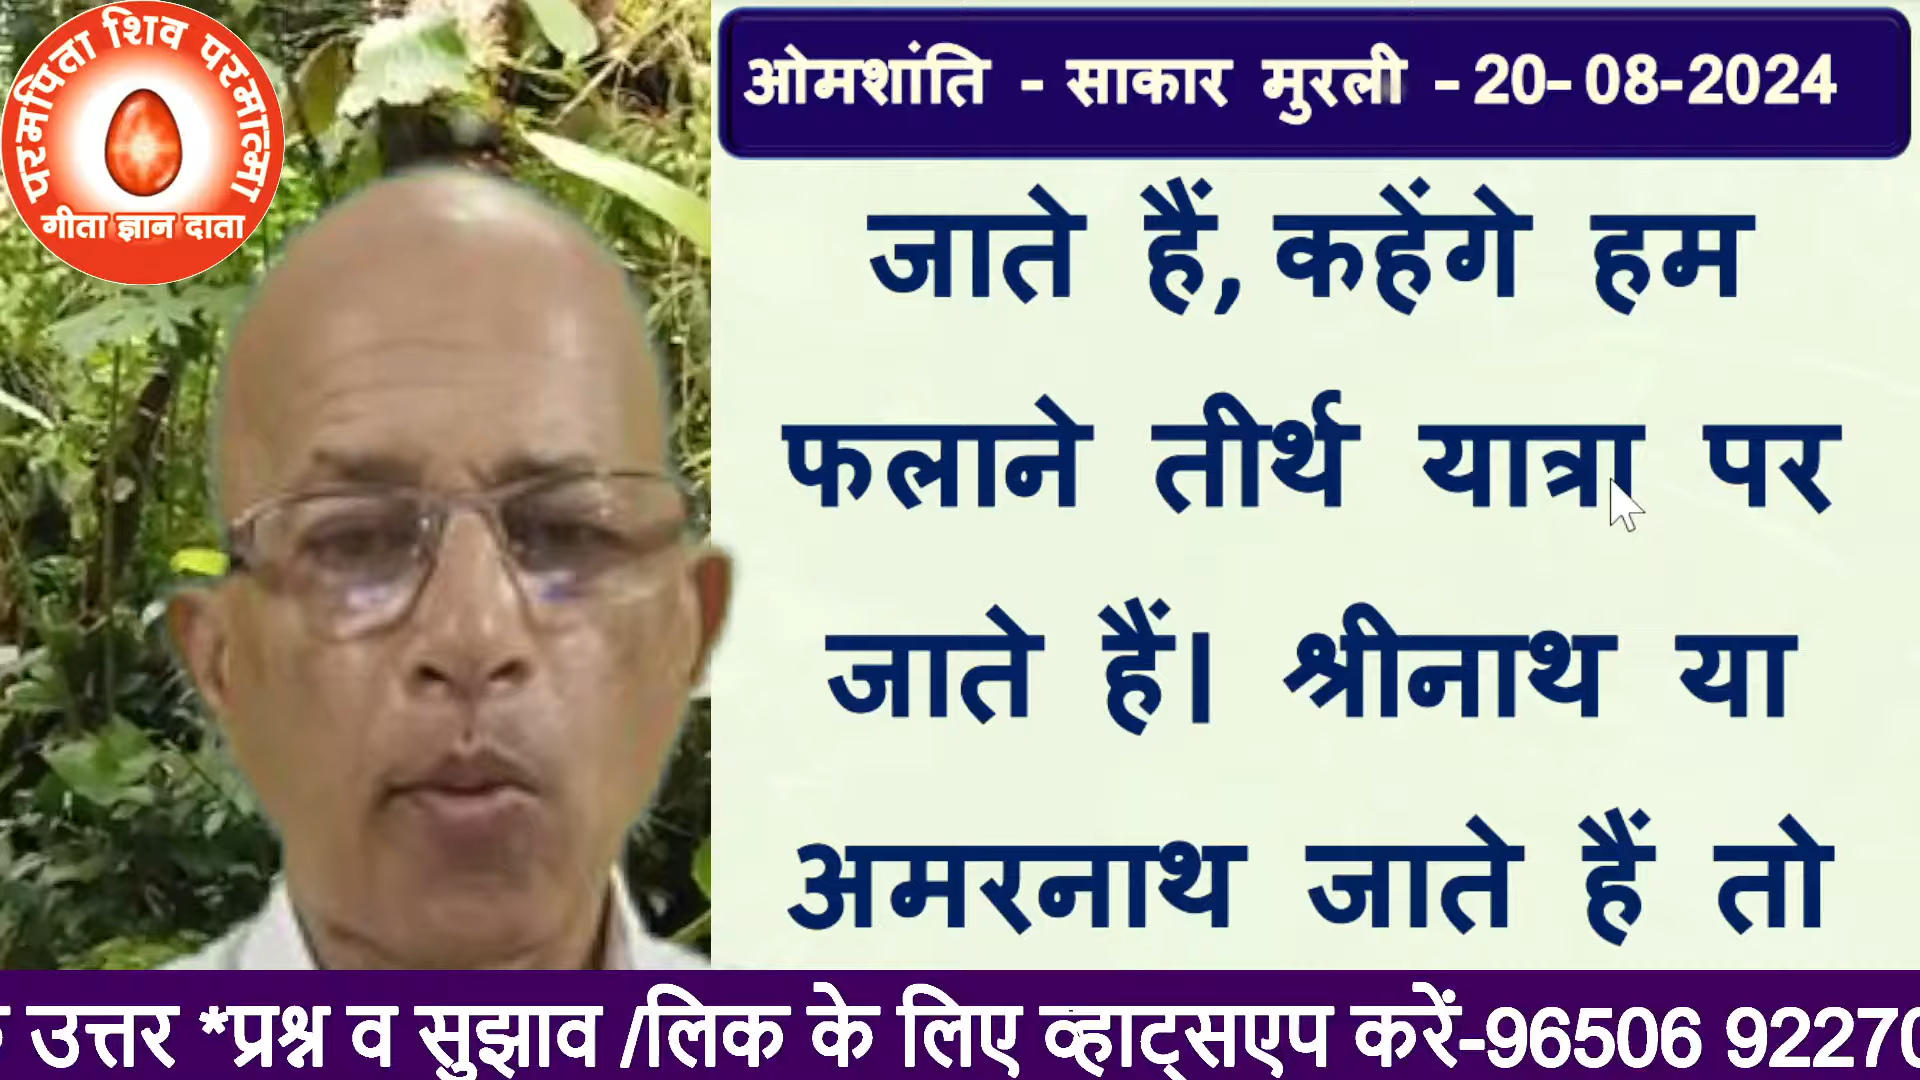 परमपिता शिव परमात्मा
गीता ज्ञान दाता
ओमशांति - साकार मुरली - 20- 08-2024
जाते हैं, कहेंगे हम
फलाने तीर्थ यात्रा पर
जाते हैं। श्रीनाथ या
अमरनाथ जाते हैं तो
उत्तर *प्रश्न व सुझाव /लिंक के लिए व्हाट्सएप करें-96506 92270